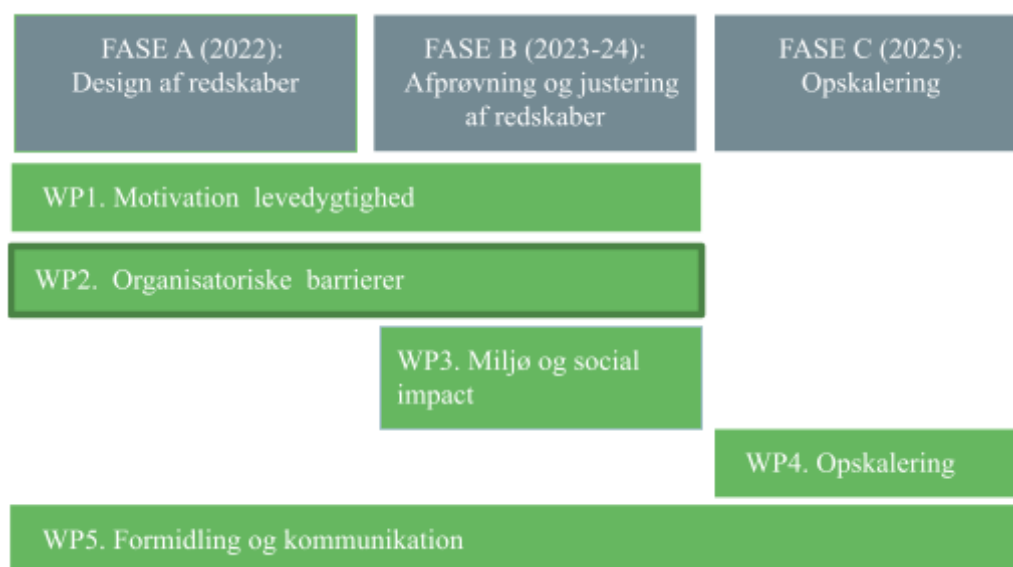 FASE A (2022):
Design af redskaber
FASE B (2023-24):
Afprøvning og justering
af redskaber
FASE C (2025):
Opskalering
WP1. Motivation levedygtighed
WP2. Organisatoriske barrierer
WP3. Miljø og social
impact
WP4. Opskalering
WP5. Formidling og kommunikation